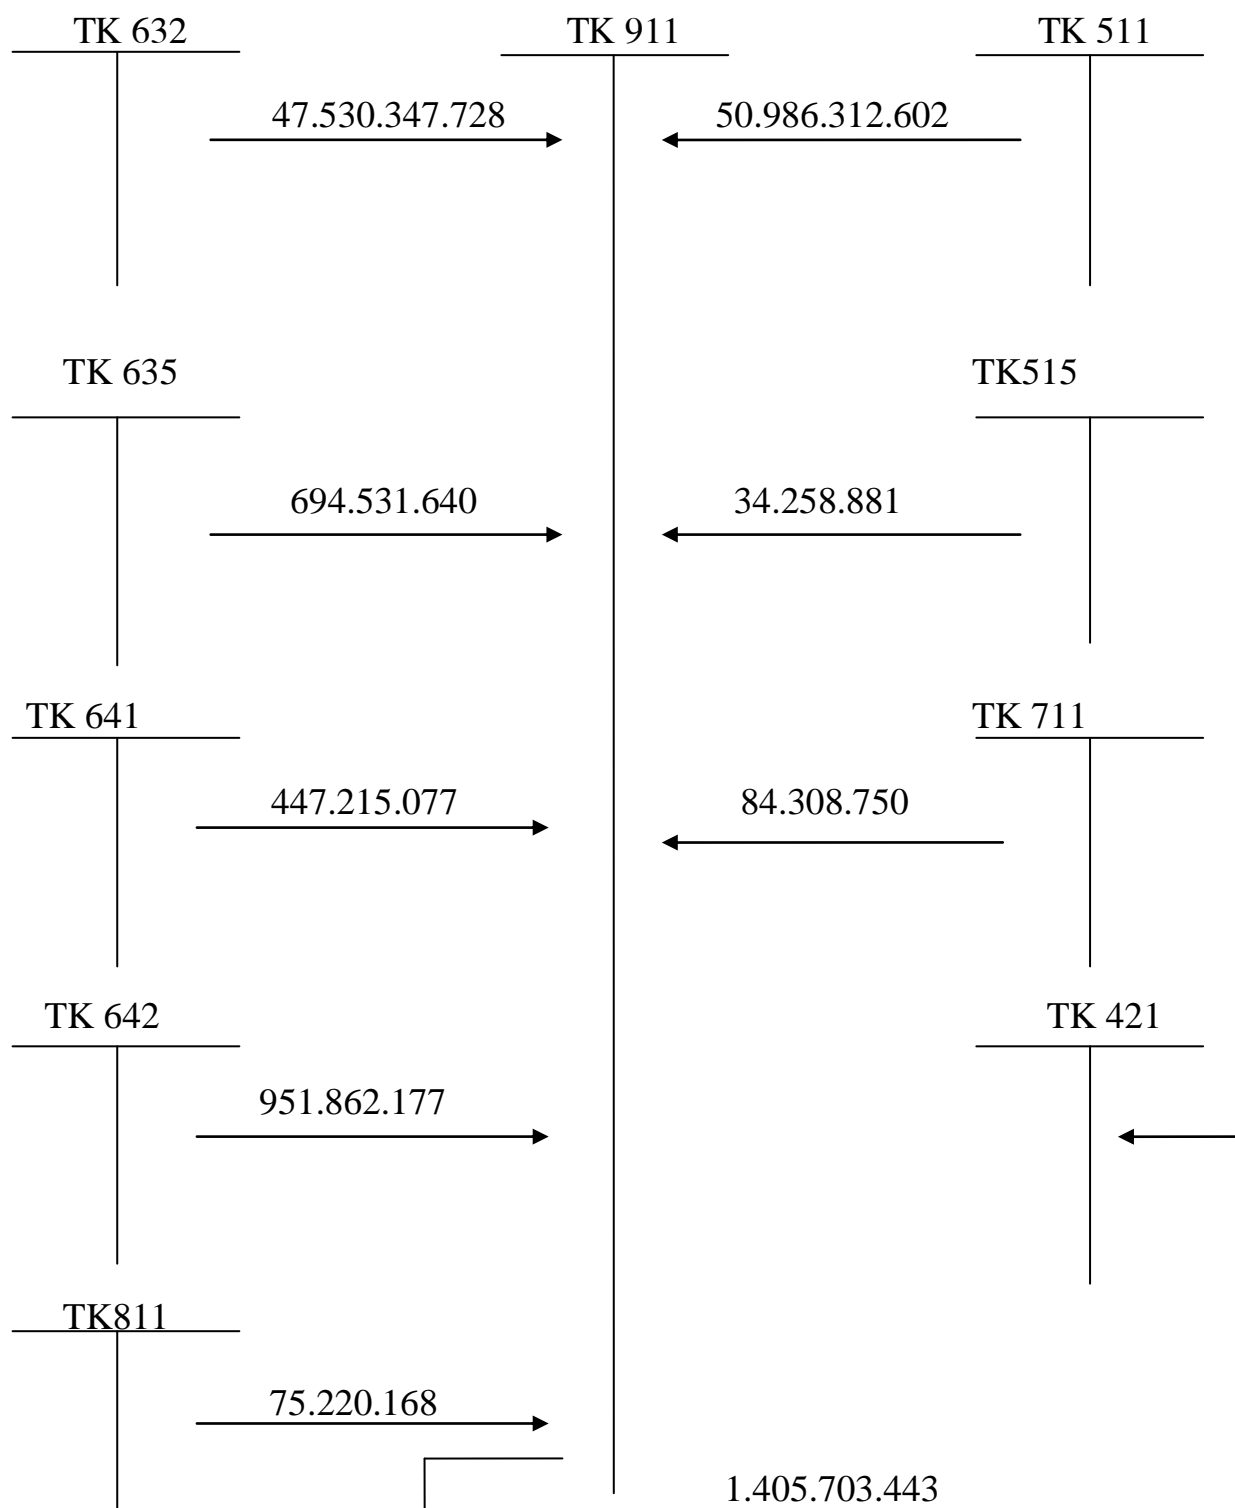 TK 632 TK 911 TK 511
47.530.347.728 50.986.312.602
TK 635 TK515
694.531.640 34.258.881
TK 641 TK 711
447.215.077 84.308.750
TK 642 TK 421
951.862.177
TK811
75.220.168
1.405.703.443